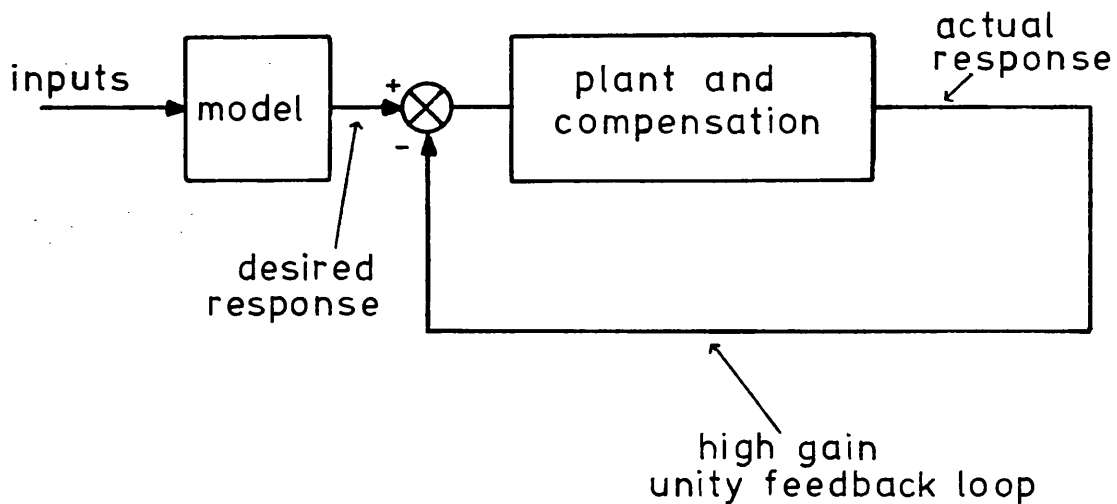 inputs
model
+
-
plant and
compensation
actual
response
desired
response
high gain
unity feedback loop